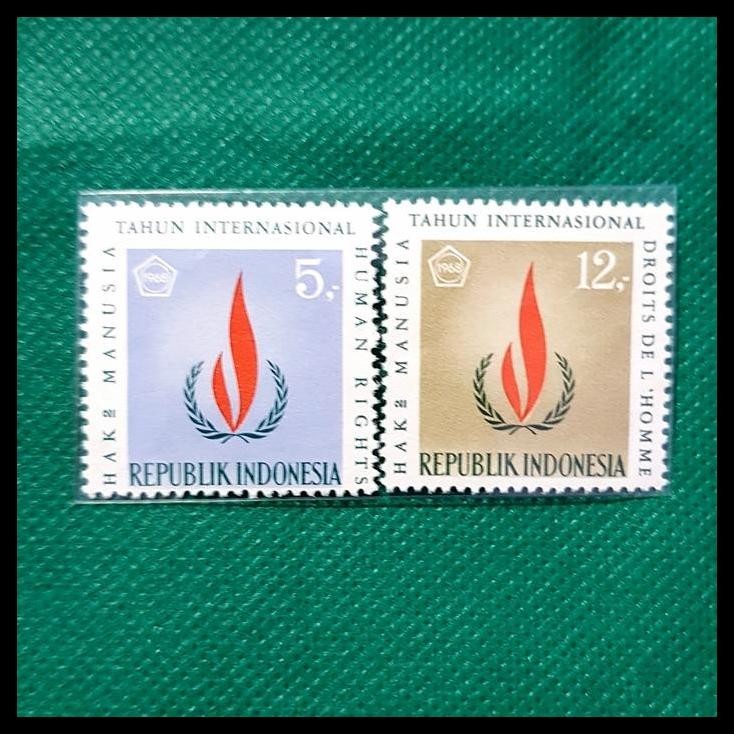 TAHUN INTERNASIONAL
HAK2 MANUSIA
1968
5,-
HUMAN RIGHTS
REPUBLIK INDONESIA
TAHUN INTERNASIONAL
HAK2 MANUSIA
1968
12,-
DROITS DE L'HOMME
REPUBLIK INDONESIA